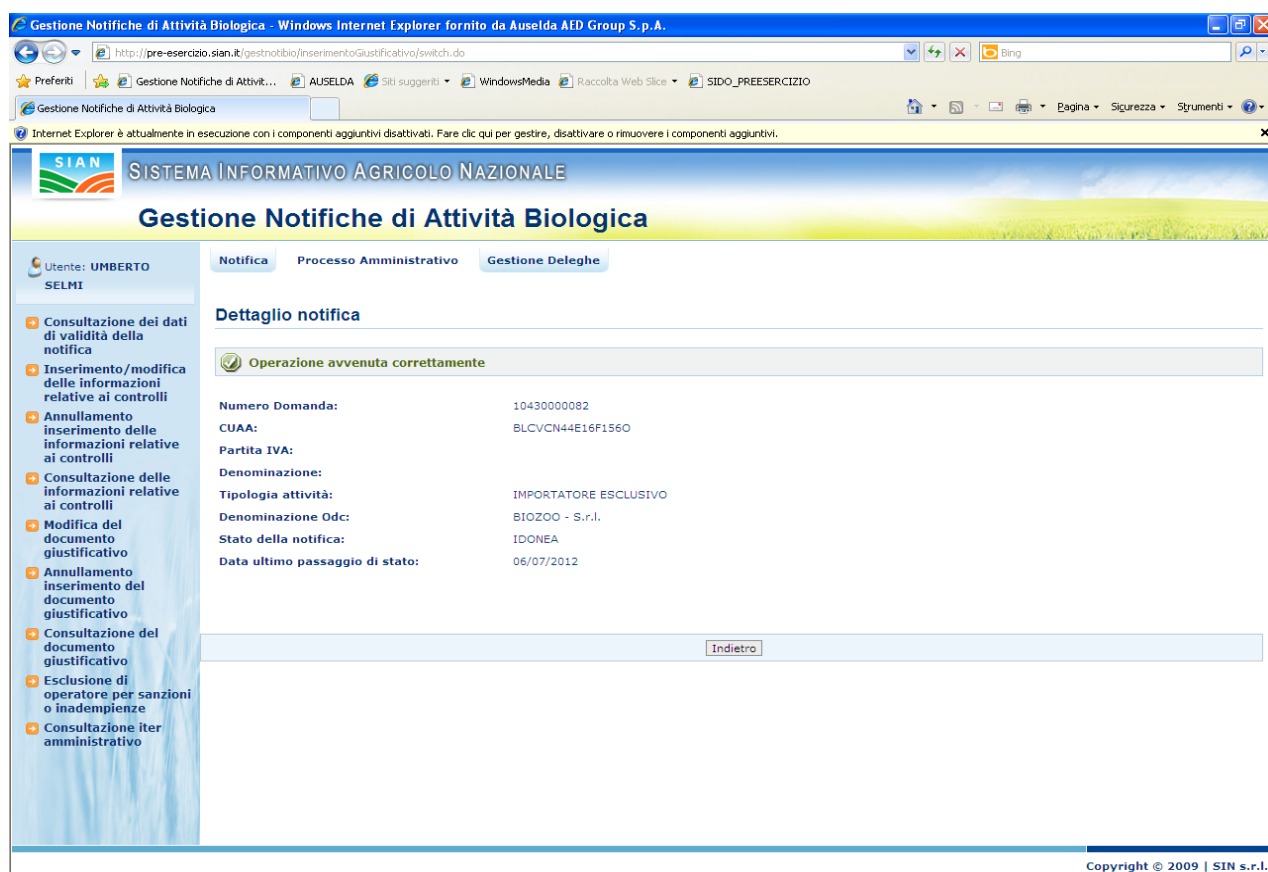 Gestione Notifiche di Attività Biologica - Windows Internet Explorer fornito da Auselda AED Group S.p.A.
http://pre-esercizio.sian.it/gestnotibio/inserimentoGiustificativo/switch.do
Bing
Preferiti
Gestione Notifiche di Attivit...
AUSELDA
Siti suggeriti
WindowsMedia
Raccolta Web Slice
SIDO_PREESERCIZIO
Gestione Notifiche di Attività Biologica
Pagina
Sicurezza
Strumenti
Internet Explorer è attualmente in esecuzione con i componenti aggiuntivi disattivati. Fare clic qui per gestire, disattivare o rimuovere i componenti aggiuntivi.
SIAN
SISTEMA INFORMATIVO AGRICOLO NAZIONALE
Gestione Notifiche di Attività Biologica
Utente: UMBERTO
SELMI
Notifica
Processo Amministrativo
Gestione Deleghe
Consultazione dei dati
di validità della
notifica
Inserimento/modifica
delle informazioni
relative ai controlli
Annullamento
inserimento delle
informazioni relative
ai controlli
Consultazione delle
informazioni relative
ai controlli
Modifica del
documento
giustificativo
Annullamento
inserimento del
documento
giustificativo
Consultazione del
documento
giustificativo
Esclusione di
operatore per sanzioni
o inadempienze
Consultazione iter
amministrativo
Dettaglio notifica
Operazione avvenuta correttamente
Numero Domanda: 10430000082
CUAA: BLCVCN44E16F156O
Partita IVA:
Denominazione:
Tipologia attività: IMPORTATORE ESCLUSIVO
Denominazione Odc: BIOZOO - S.r.l.
Stato della notifica: IDONEA
Data ultimo passaggio di stato: 06/07/2012
Indietro
Copyright © 2009 | SIN s.r.l.